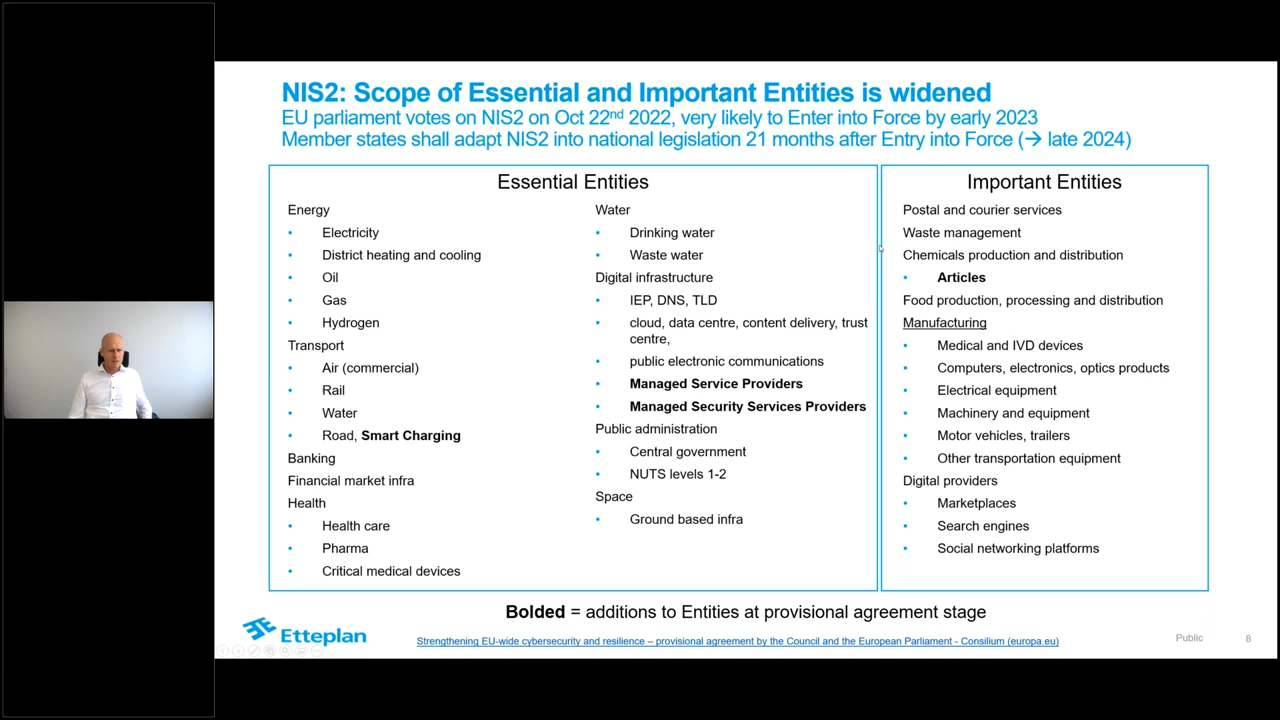 NIS2: Scope of Essential and Important Entities is widened
EU parliament votes on NIS2 on Oct 22nd 2022, very likely to Enter into Force by early 2023
Member states shall adapt NIS2 into national legislation 21 months after Entry into Force (→ late 2024)
Essential Entities
Energy
• Electricity
• District heating and cooling
• Oil
• Gas
• Hydrogen
Transport
• Air (commercial)
• Rail
• Water
• Road, Smart Charging
Banking
Financial market infra
Health
• Health care
• Pharma
• Critical medical devices
Water
• Drinking water
• Waste water
Digital infrastructure
• IEP, DNS, TLD
• cloud, data centre, content delivery, trust
centre,
• public electronic communications
• Managed Service Providers
• Managed Security Services Providers
Public administration
• Central government
• NUTS levels 1-2
Space
• Ground based infra
Important Entities
Postal and courier services
Waste management
Chemicals production and distribution
• Articles
Food production, processing and distribution
Manufacturing
• Medical and IVD devices
• Computers, electronics, optics products
• Electrical equipment
• Machinery and equipment
• Motor vehicles, trailers
• Other transportation equipment
Digital providers
• Marketplaces
• Search engines
• Social networking platforms
Bolded = additions to Entities at provisional agreement stage
Etteplan
Strengthening EU-wide cybersecurity and resilience – provisional agreement by the Council and the European Parliament - Consilium (europa.eu)
Public
8